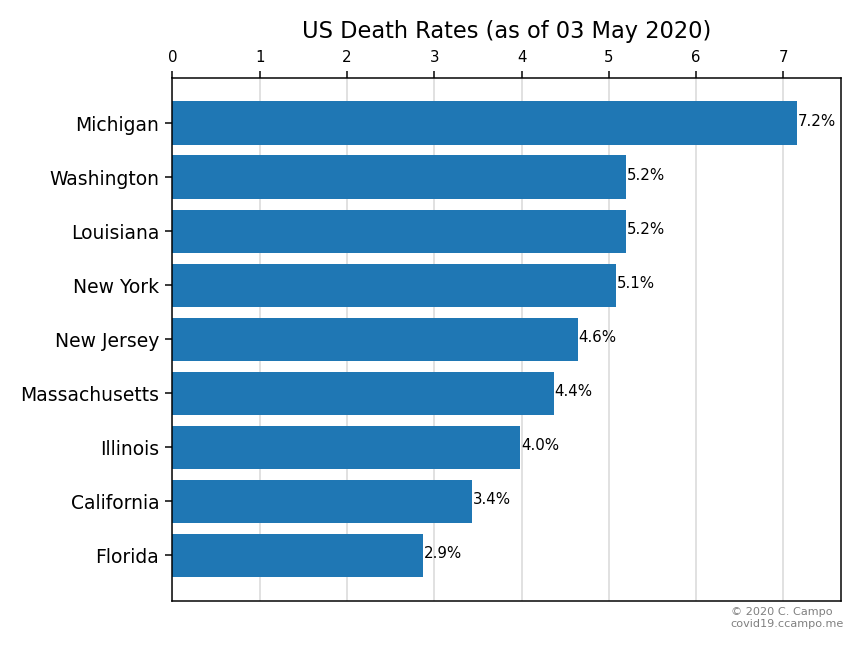 US Death Rates (as of 03 May 2020)
0 1 2 3 4 5 6 7
Michigan 7.2%
Washington 5.2%
Louisiana 5.2%
New York 5.1%
New Jersey 4.6%
Massachusetts 4.4%
Illinois 4.0%
California 3.4%
Florida 2.9%
© 2020 C. Campo
covid19.ccampo.me